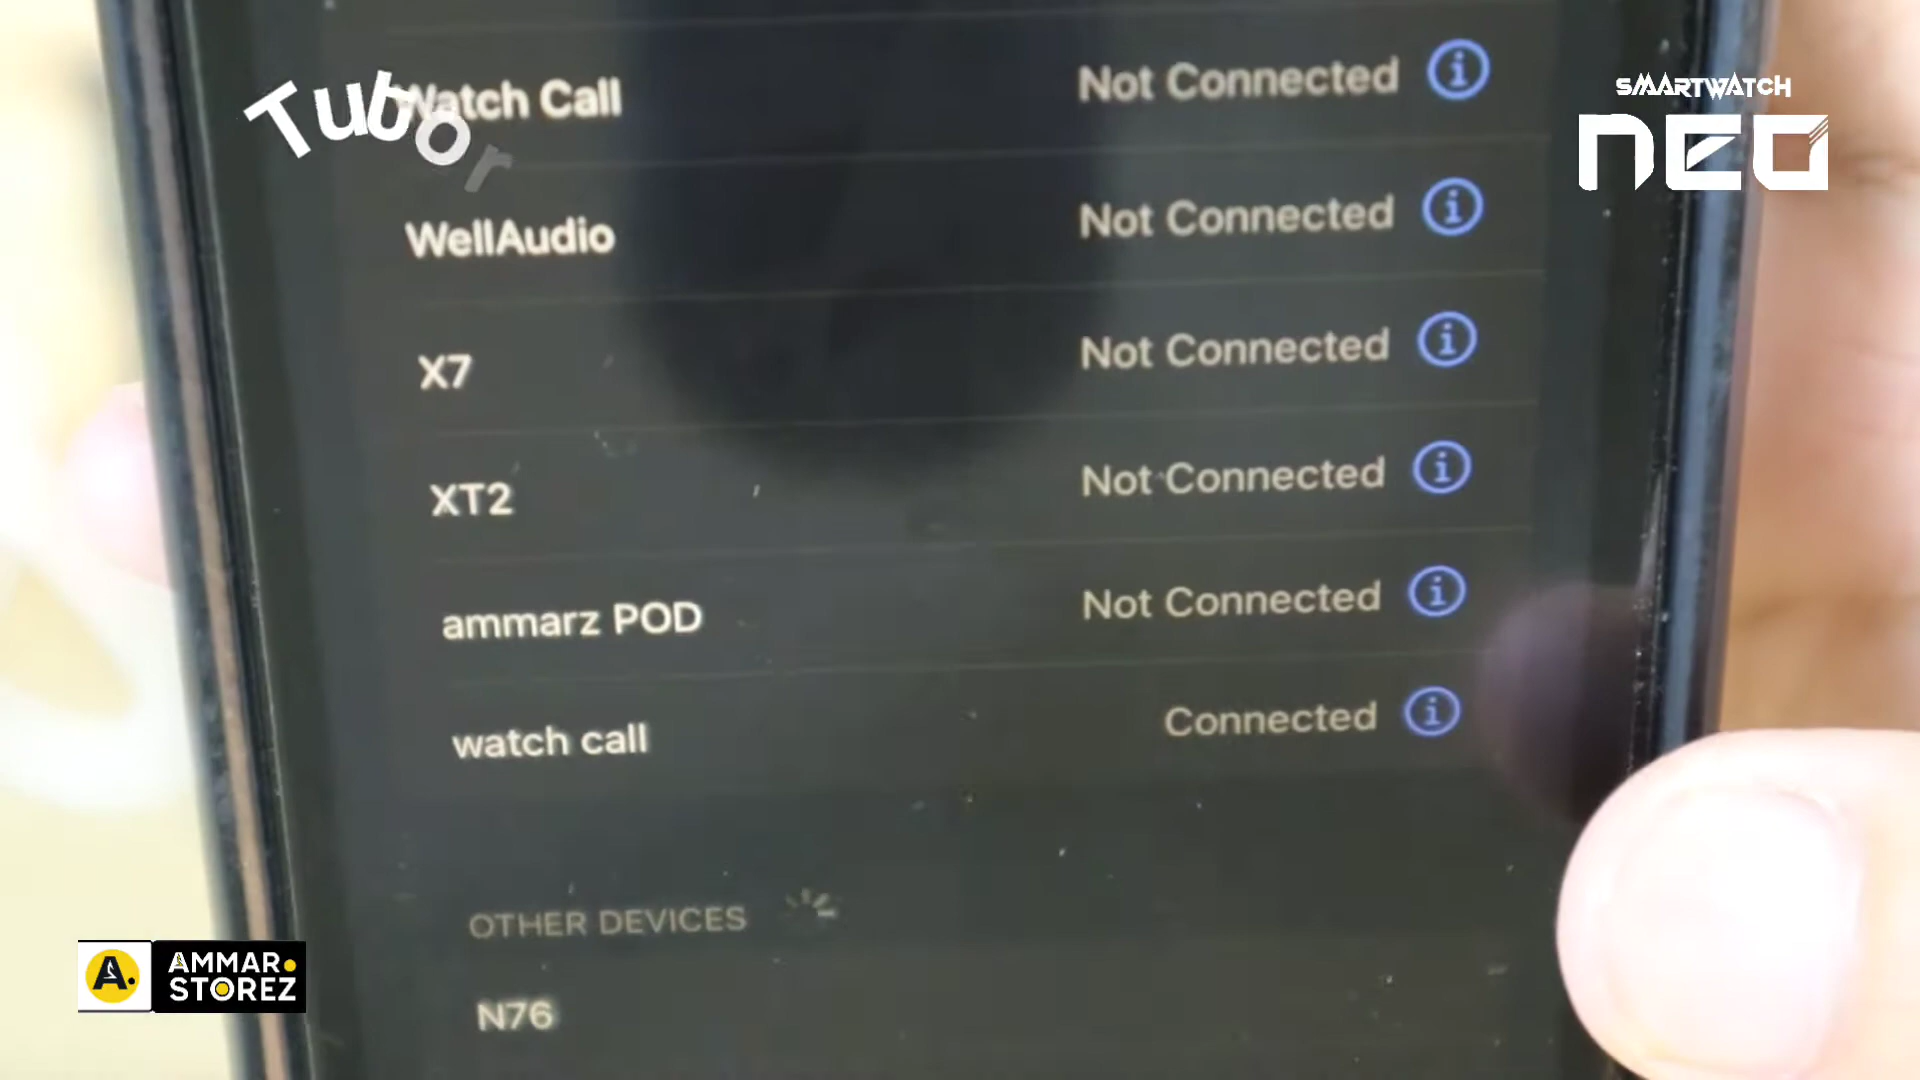 Tubor
Watch Call Not Connected
WellAudio Not Connected
X7 Not Connected
XT2 Not Connected
ammarz POD Not Connected
watch call Connected
OTHER DEVICES
N76
SMARTWATCH
NEO
A.
AMMAR
STOREZ